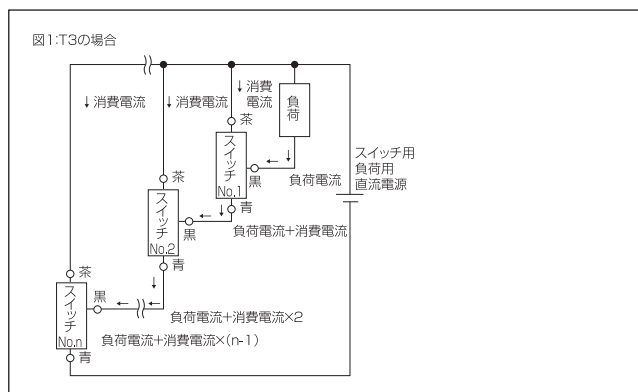 図1:T3の場合
↓消費電流
↓消費電流
↓消費
電流
負荷
茶
スイッチ
No.1
黒
青
負荷電流
スイッチ用
負荷用
直流電源
茶
スイッチ
No.2
黒
青
負荷電流+消費電流
茶
スイッチ
No.n
黒
青
負荷電流+消費電流×2
負荷電流+消費電流×(n-1)